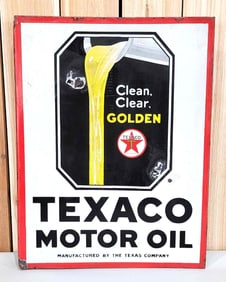 Clean.
Clear.
GOLDEN
TEXACO
T
TEXACO
MOTOR OIL
MANUFACTURED BY THE TEXAS COMPANY